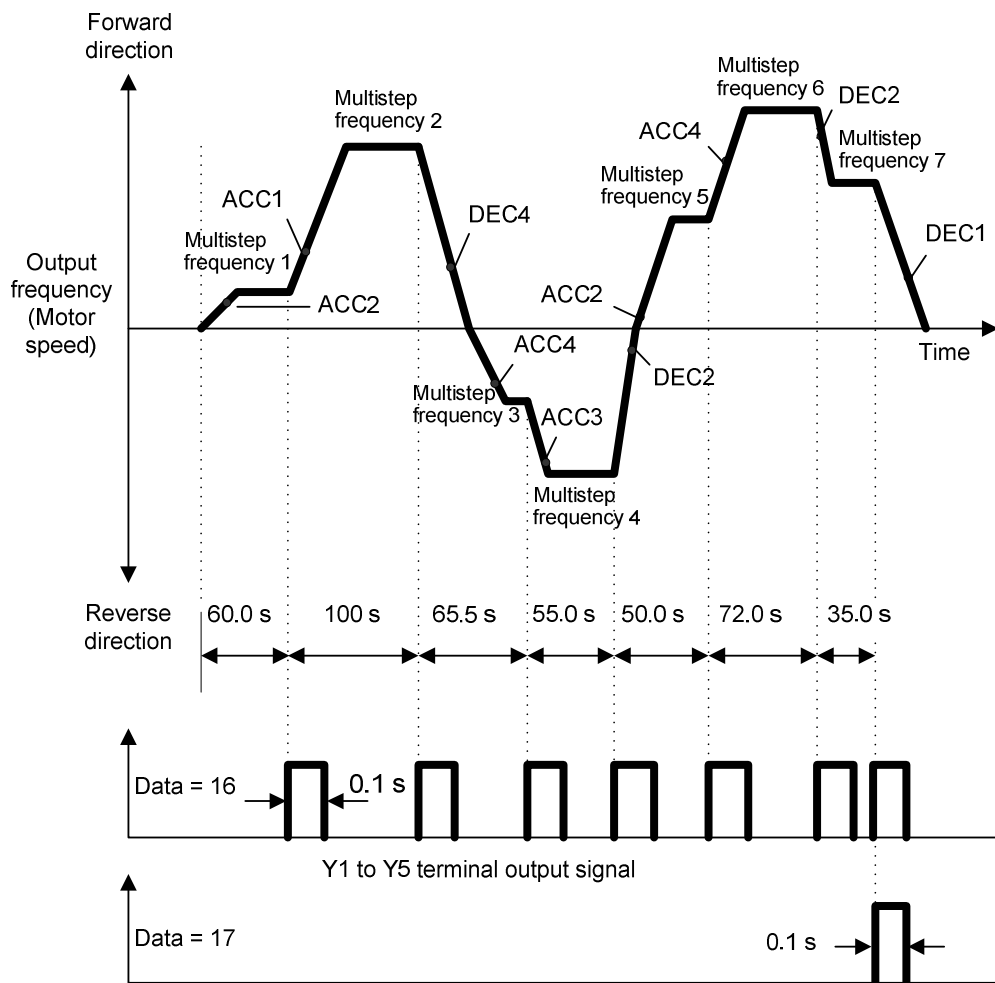 Forward
direction
Multistep
frequency 6
DEC2
Multistep
frequency 2
ACC4
Multistep
frequency 7
Multistep
frequency 5
ACC1
DEC4
Multistep
frequency 1
DEC1
Output
frequency
(Motor
speed)
ACC2
ACC2
Time
ACC4
DEC2
Multistep
frequency 3
ACC3
Multistep
frequency 4
Reverse
direction
60.0 s
100 s
65.5 s
55.0 s
50.0 s
72.0 s
35.0 s
Data = 16
0.1 s
Y1 to Y5 terminal output signal
Data = 17
0.1 s